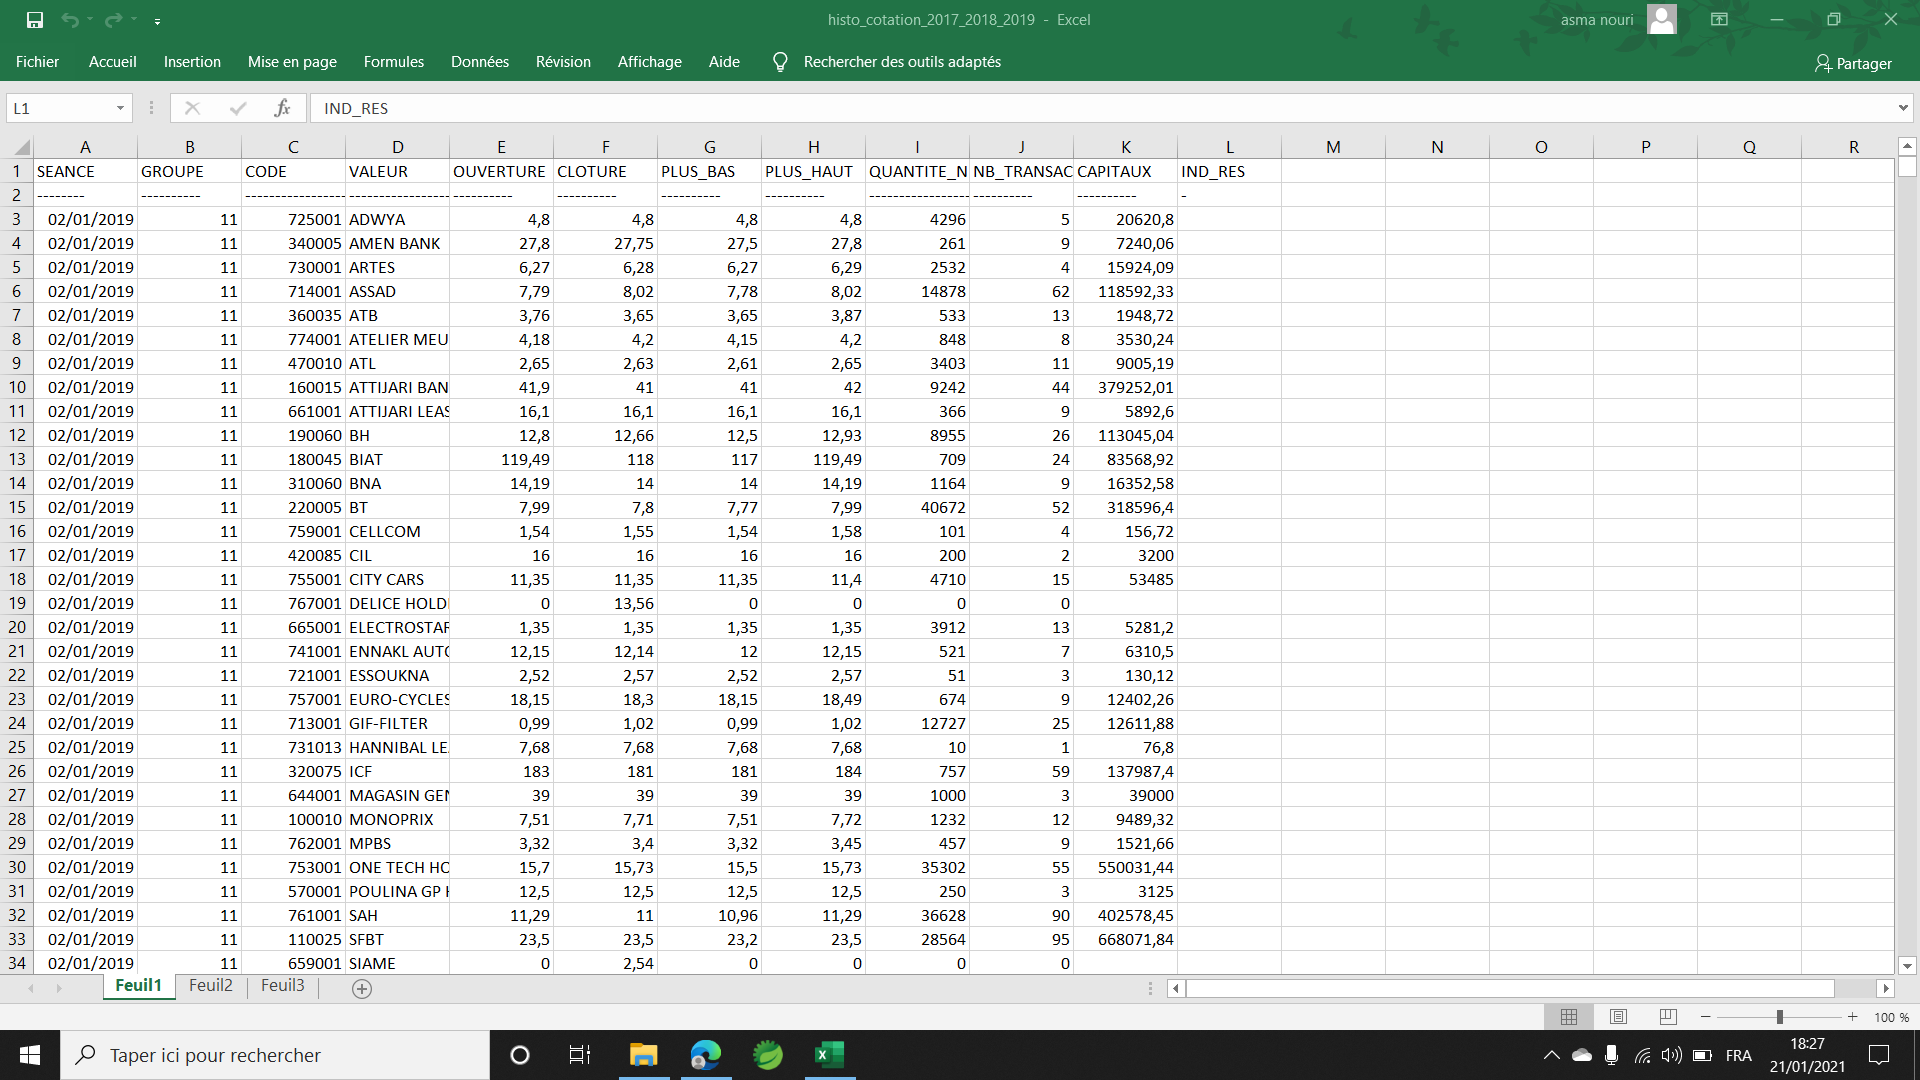 histo_cotation_2017_2018_2019 - Excel
asma nouri
Fichier Accueil Insertion Mise en page Formules Données Révision Affichage Aide Rechercher des outils adaptés Partager
L1 fx IND_RES
A B C D E F G H I J K L M N O P Q R
1 SEANCE GROUPE CODE VALEUR OUVERTURE CLOTURE PLUS_BAS PLUS_HAUT QUANTITE_N NB_TRANSAC CAPITAUX IND_RES
2 -------- ---------- ----------------- ----------------- ---------- ---------- ---------- ---------- ----------------- ---------- ---------- -
3 02/01/2019 11 725001 ADWYA 4,8 4,8 4,8 4,8 4296 5 20620,8
4 02/01/2019 11 340005 AMEN BANK 27,8 27,75 27,5 27,8 261 9 7240,06
5 02/01/2019 11 730001 ARTES 6,27 6,28 6,27 6,29 2532 4 15924,09
6 02/01/2019 11 714001 ASSAD 7,79 8,02 7,78 8,02 14878 62 118592,33
7 02/01/2019 11 360035 ATB 3,76 3,65 3,65 3,87 533 13 1948,72
8 02/01/2019 11 774001 ATELIER MEU 4,18 4,2 4,15 4,2 848 8 3530,24
9 02/01/2019 11 470010 ATL 2,65 2,63 2,61 2,65 3403 11 9005,19
10 02/01/2019 11 160015 ATTIJARI BAN 41,9 41 41 42 9242 44 379252,01
11 02/01/2019 11 661001 ATTIJARI LEAS 16,1 16,1 16,1 16,1 366 9 5892,6
12 02/01/2019 11 190060 BH 12,8 12,66 12,5 12,93 8955 26 113045,04
13 02/01/2019 11 180045 BIAT 119,49 118 117 119,49 709 24 83568,92
14 02/01/2019 11 310060 BNA 14,19 14 14 14,19 1164 9 16352,58
15 02/01/2019 11 220005 BT 7,99 7,8 7,77 7,99 40672 52 318596,4
16 02/01/2019 11 759001 CELLCOM 1,54 1,55 1,54 1,58 101 4 156,72
17 02/01/2019 11 420085 CIL 16 16 16 16 200 2 3200
18 02/01/2019 11 755001 CITY CARS 11,35 11,35 11,35 11,4 4710 15 53485
19 02/01/2019 11 767001 DELICE HOLDI 0 13,56 0 0 0 0
20 02/01/2019 11 665001 ELECTROSTAR 1,35 1,35 1,35 1,35 3912 13 5281,2
21 02/01/2019 11 741001 ENNAKL AUTO 12,15 12,14 12 12,15 521 7 6310,5
22 02/01/2019 11 721001 ESSOUKNA 2,52 2,57 2,52 2,57 51 3 130,12
23 02/01/2019 11 757001 EURO-CYCLES 18,15 18,3 18,15 18,49 674 9 12402,26
24 02/01/2019 11 713001 GIF-FILTER 0,99 1,02 0,99 1,02 12727 25 12611,88
25 02/01/2019 11 731013 HANNIBAL LEA 7,68 7,68 7,68 7,68 10 1 76,8
26 02/01/2019 11 320075 ICF 183 181 181 184 757 59 137987,4
27 02/01/2019 11 644001 MAGASIN GEN 39 39 39 39 1000 3 39000
28 02/01/2019 11 100010 MONOPRIX 7,51 7,71 7,51 7,72 1232 12 9489,32
29 02/01/2019 11 762001 MPBS 3,32 3,4 3,32 3,45 457 9 1521,66
30 02/01/2019 11 753001 ONE TECH HO 15,7 15,73 15,5 15,73 35302 55 550031,44
31 02/01/2019 11 570001 POULINA GP H 12,5 12,5 12,5 12,5 250 3 3125
32 02/01/2019 11 761001 SAH 11,29 11 10,96 11,29 36628 90 402578,45
33 02/01/2019 11 110025 SFBT 23,5 23,5 23,2 23,5 28564 95 668071,84
34 02/01/2019 11 659001 SIAME 0 2,54 0 0 0 0
Feuil1 Feuil2 Feuil3
100 %
Taper ici pour rechercher
FRA
18:27
21/01/2021